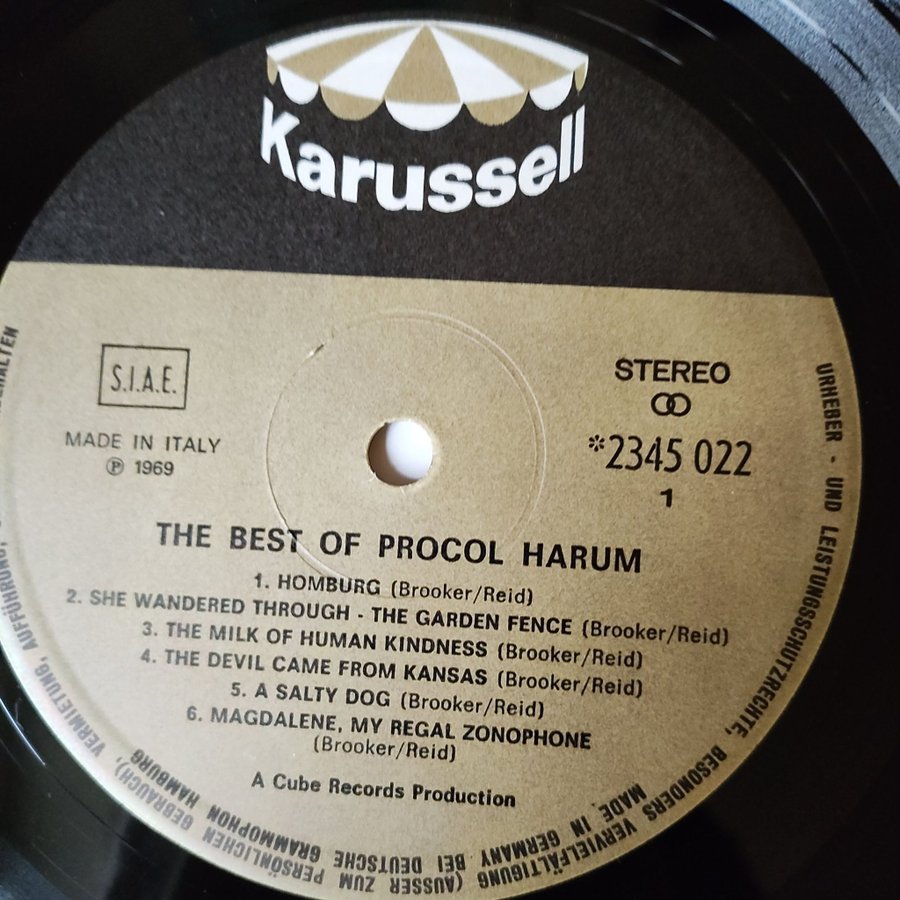 Karussell
S.I.A.E.
MADE IN ITALY
℗ 1969
STEREO
*2345 022
1
THE BEST OF PROCOL HARUM
1. HOMBURG (Brooker/Reid)
2. SHE WANDERED THROUGH - THE GARDEN FENCE (Brooker/Reid)
3. THE MILK OF HUMAN KINDNESS (Brooker/Reid)
4. THE DEVIL CAME FROM KANSAS (Brooker/Reid)
5. A SALTY DOG (Brooker/Reid)
6. MAGDALENE, MY REGAL ZONOPHONE
(Brooker/Reid)
A Cube Records Production
URHEBER - UND LEISTUNGSSCHUTZRECHTE, BESONDERS VERVIELFÄLTIGUNG (AUSSER ZUM PERSÖNLICHEN GEBRAUCH), VERMIETUNG, AUFFÜHRUNG,
MADE IN GERMANY BEI DEUTSCHE GRAMMOPHON HAMBURG